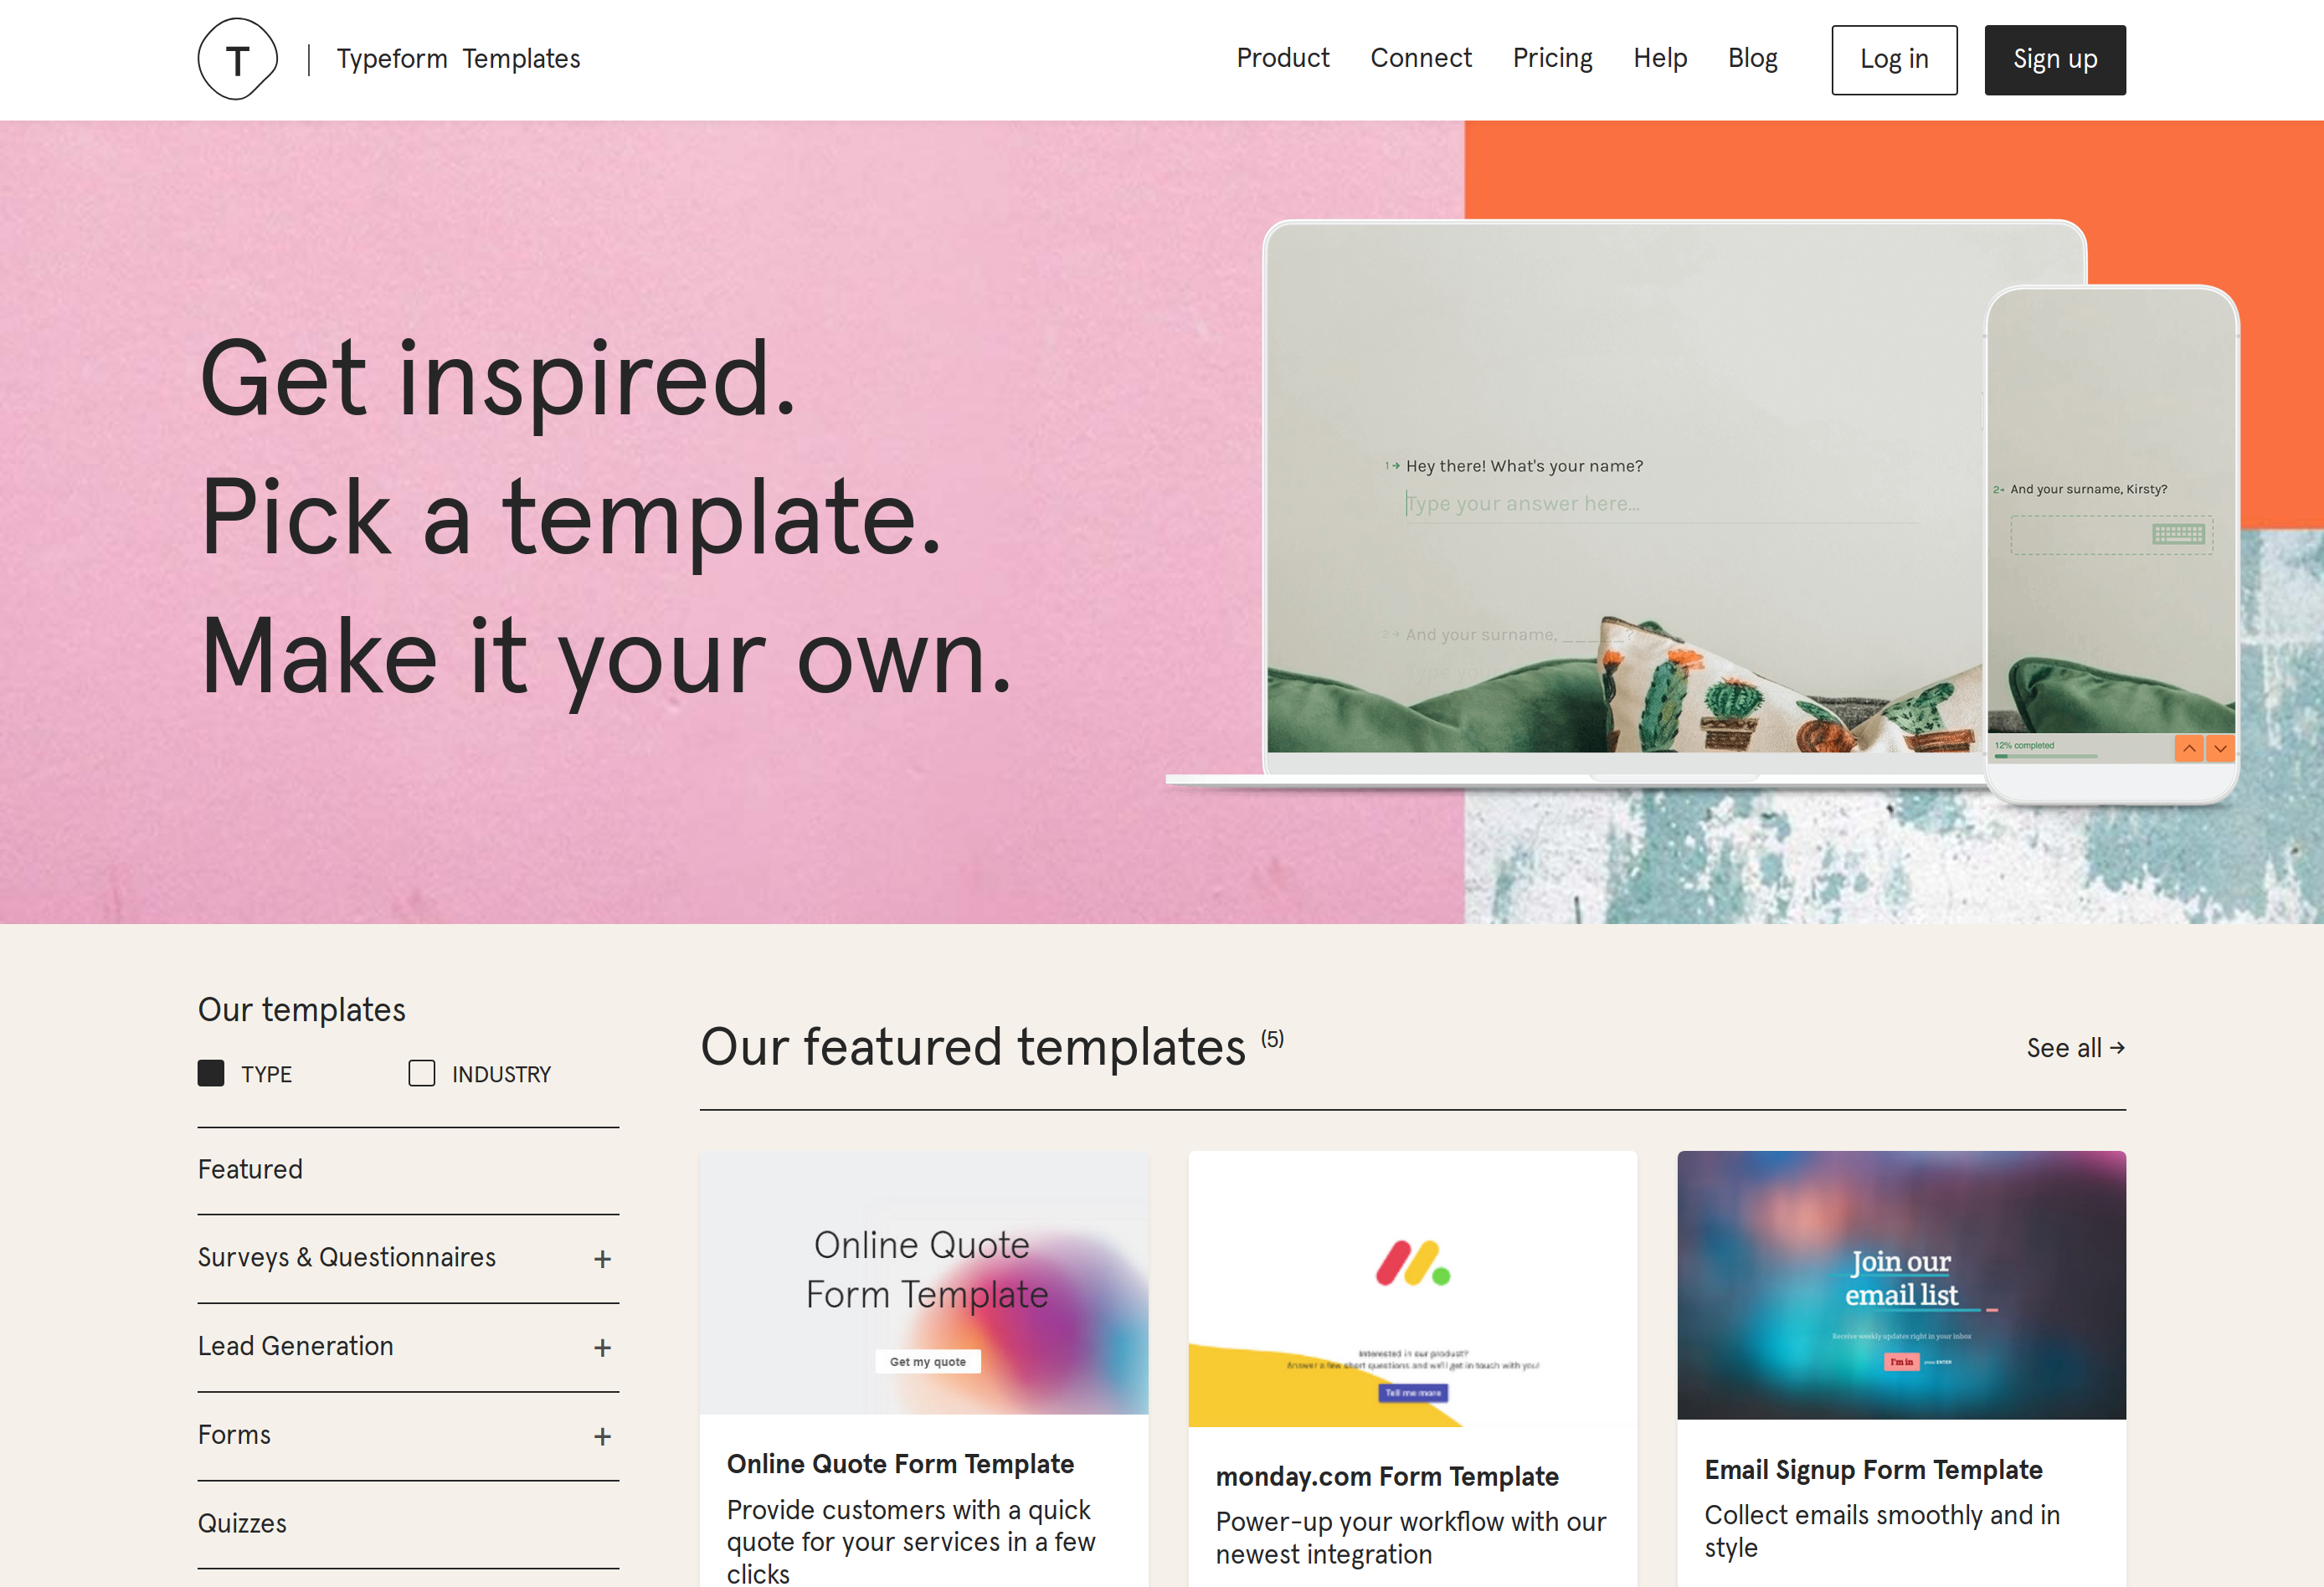 T
Typeform Templates
Product
Connect
Pricing
Help
Blog
Log in
Sign up
Get inspired.
Pick a template.
Make it your own.
1 → Hey there! What's your name?
Type your answer here...
2 → And your surname, _____?
2→ And your surname, Kirsty?
12% completed
Our templates
TYPE
INDUSTRY
Featured
Surveys & Questionnaires +
Lead Generation +
Forms +
Quizzes
Our featured templates (5)
See all →
Online Quote
Form Template
Get my quote
Online Quote Form Template
Provide customers with a quick
quote for your services in a few
clicks
Interested in our product?
Answer a few short questions and we'll get in touch with you!
Tell me more
monday.com Form Template
Power-up your workflow with our
newest integration
Join our
email list
Receive weekly updates right in your inbox
I'm in press ENTER
Email Signup Form Template
Collect emails smoothly and in
style